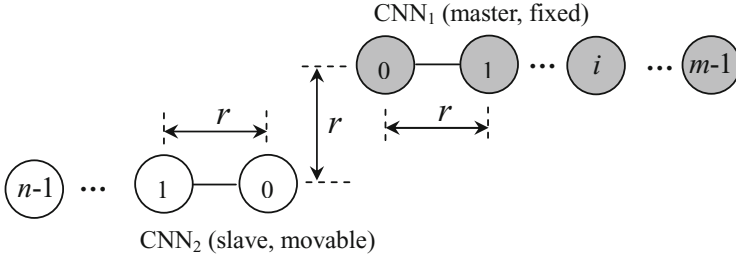 CNN₁ (master, fixed)
0 1 ••• i ••• m-1
r r r
n-1 ••• 1 0
CNN₂ (slave, movable)